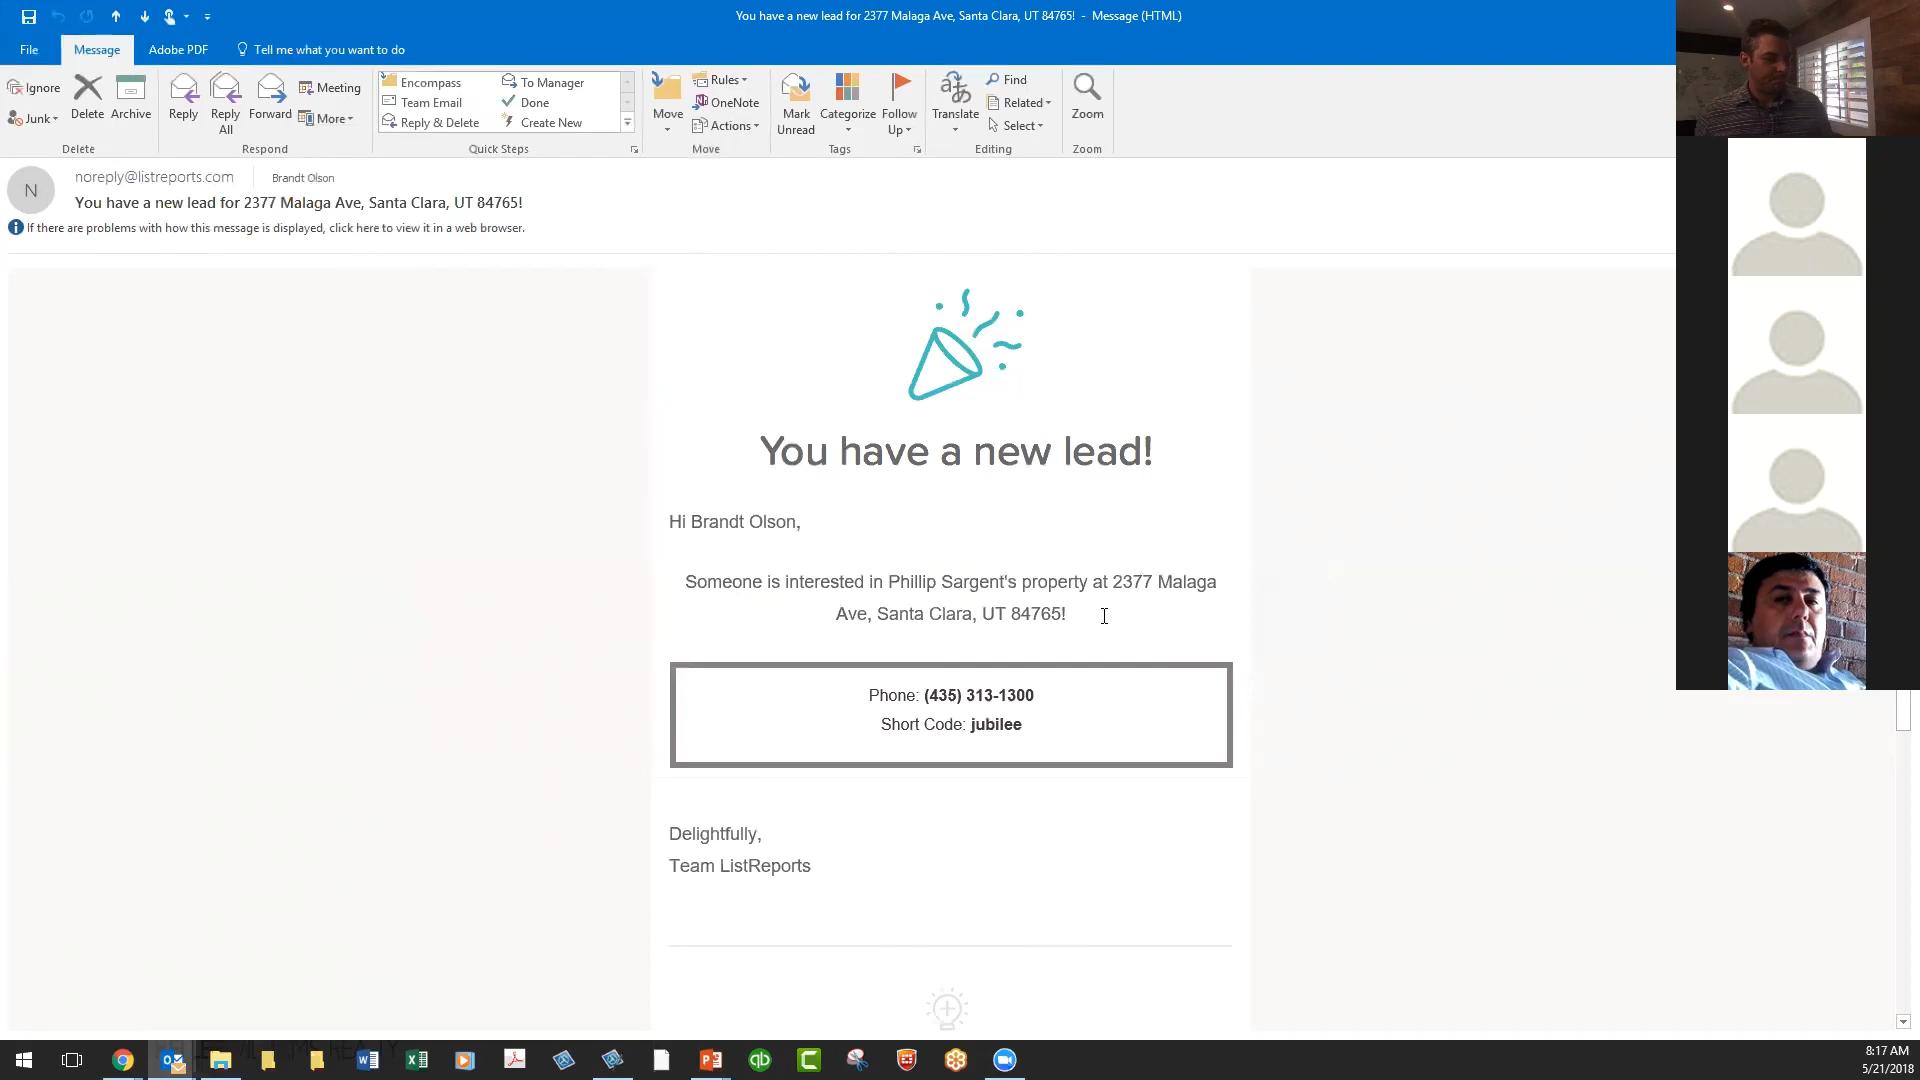 You have a new lead for 2377 Malaga Ave, Santa Clara, UT 84765! - Message (HTML)
File
Message
Adobe PDF
Tell me what you want to do
Ignore
Junk
Delete
Archive
Reply
Reply All
Forward
Meeting
More
Encompass
Team Email
Reply & Delete
To Manager
Done
Create New
Move
Rules
OneNote
Actions
Mark Unread
Categorize
Follow Up
Translate
Find
Related
Select
Zoom
Delete
Respond
Quick Steps
Move
Tags
Editing
Zoom
N
noreply@listreports.com
Brandt Olson
You have a new lead for 2377 Malaga Ave, Santa Clara, UT 84765!
If there are problems with how this message is displayed, click here to view it in a web browser.
You have a new lead!
Hi Brandt Olson,
Someone is interested in Phillip Sargent's property at 2377 Malaga
Ave, Santa Clara, UT 84765!
Phone: (435) 313-1300
Short Code: jubilee
Delightfully,
Team ListReports
8:17 AM
5/21/2018